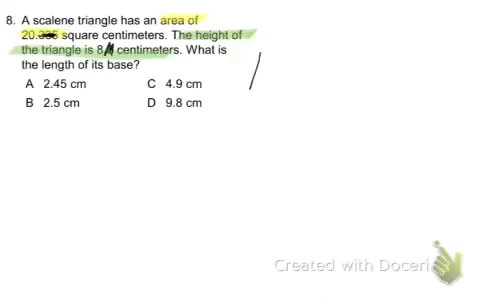 8. A scalene triangle has an area of
20. square centimeters. The height of
the triangle is 8 centimeters. What is
the length of its base?
A 2.45 cm C 4.9 cm
B 2.5 cm D 9.8 cm
Created with Doceri